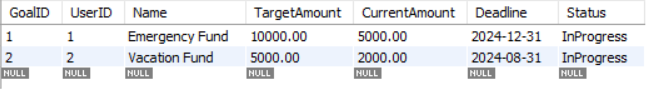 GoalID UserID Name TargetAmount CurrentAmount Deadline Status
1 1 Emergency Fund 10000.00 5000.00 2024-12-31 InProgress
2 2 Vacation Fund 5000.00 2000.00 2024-08-31 InProgress
NULL NULL NULL NULL NULL NULL NULL